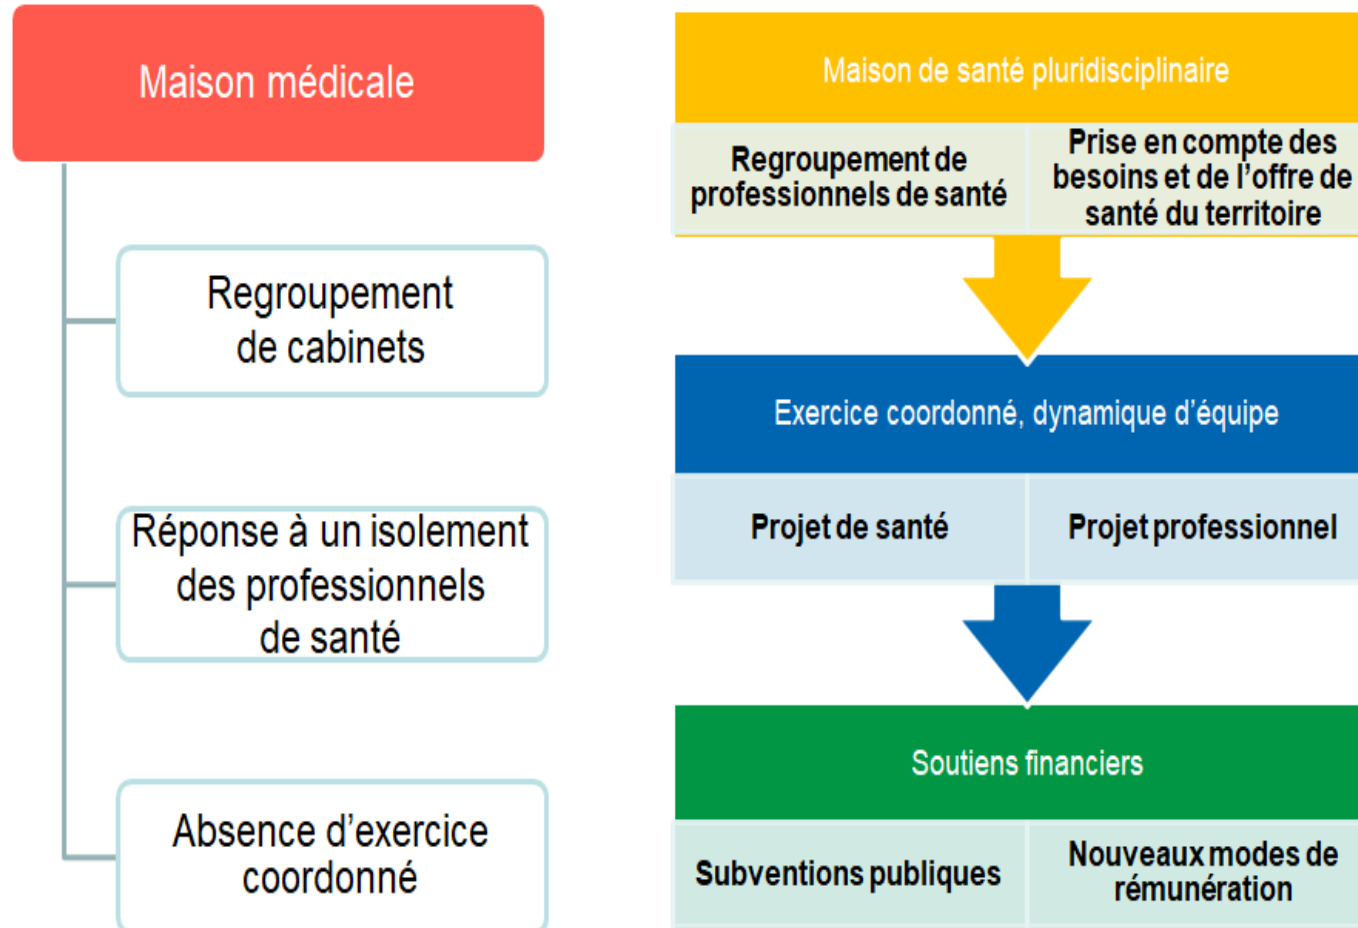 Maison médicale
Regroupement
de cabinets
Réponse à un isolement
des professionnels
de santé
Absence d’exercice
coordonné
Maison de santé pluridisciplinaire
Regroupement de
professionnels de santé
Prise en compte des
besoins et de l’offre de
santé du territoire
Exercice coordonné, dynamique d’équipe
Projet de santé
Projet professionnel
Soutiens financiers
Subventions publiques
Nouveaux modes de
rémunération